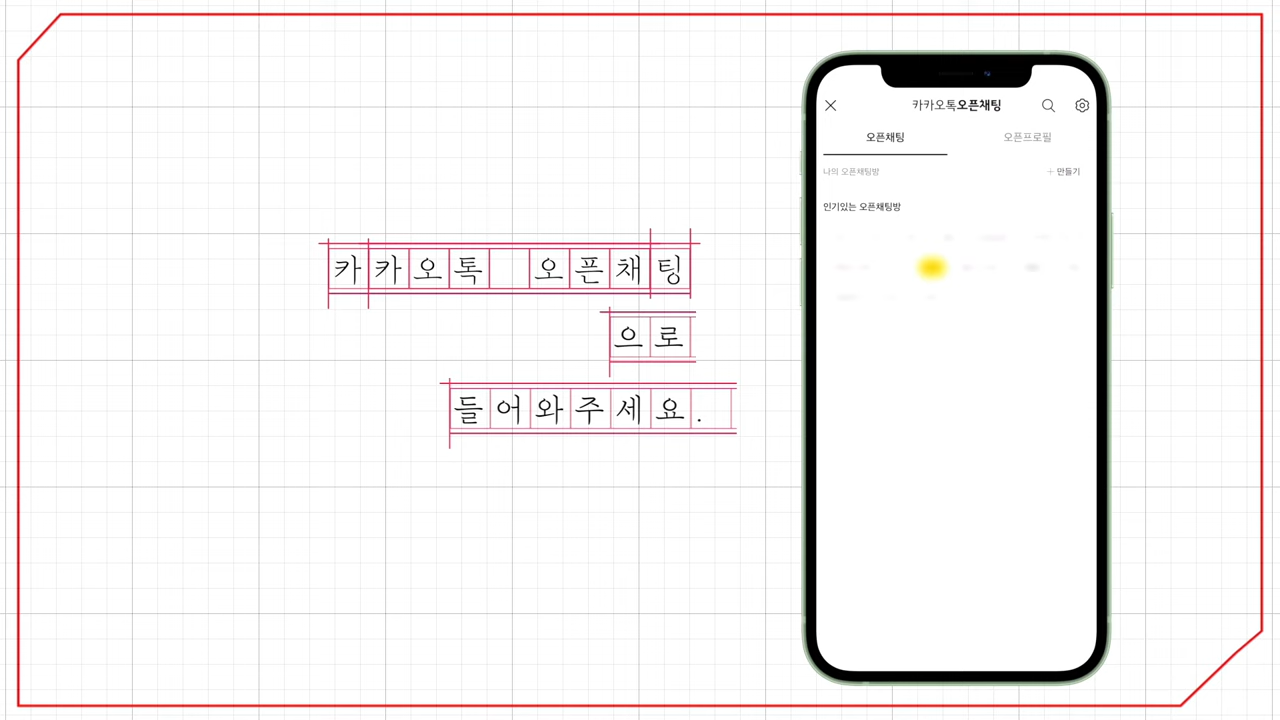 카카오톡 오픈채팅
으로
들어와주세요.
카카오톡오픈채팅
오픈채팅
오픈프로필
나의 오픈채팅방
+ 만들기
인기있는 오픈채팅방